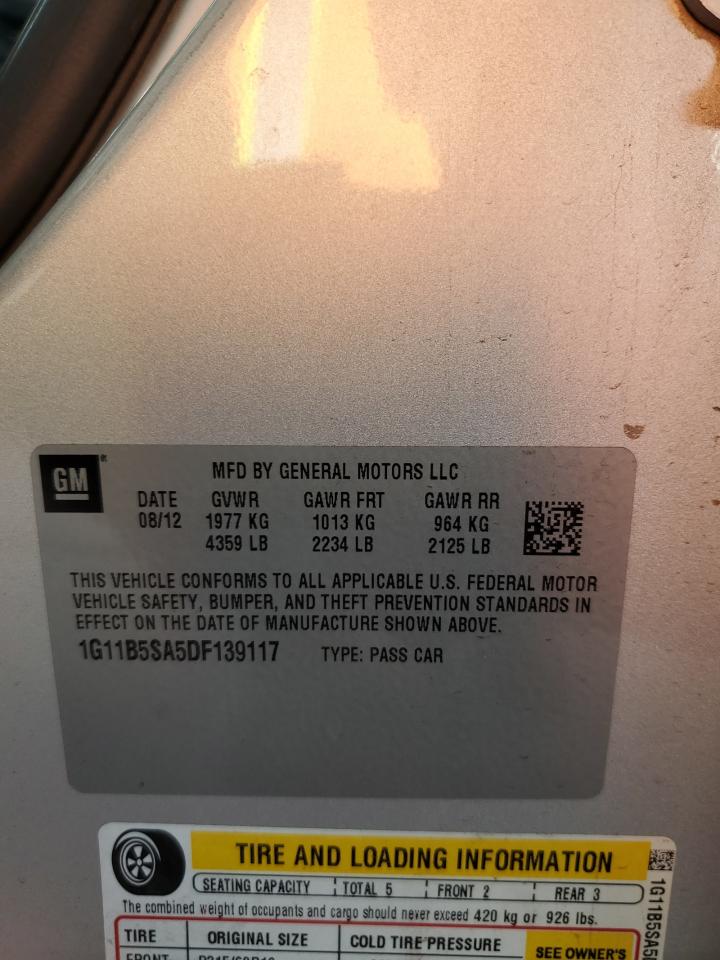 GM
MFD BY GENERAL MOTORS LLC
DATE GVWR GAWR FRT GAWR RR
08/12 1977 KG 1013 KG 964 KG
4359 LB 2234 LB 2125 LB
THIS VEHICLE CONFORMS TO ALL APPLICABLE U.S. FEDERAL MOTOR
VEHICLE SAFETY, BUMPER, AND THEFT PREVENTION STANDARDS IN
EFFECT ON THE DATE OF MANUFACTURE SHOWN ABOVE.
1G11B5SA5DF139117 TYPE: PASS CAR
TIRE AND LOADING INFORMATION
SEATING CAPACITY TOTAL 5 FRONT 2 REAR 3
The combined weight of occupants and cargo should never exceed 420 kg or 926 lbs.
TIRE ORIGINAL SIZE COLD TIRE PRESSURE SEE OWNER'S
FRONT
1G11B5SA5